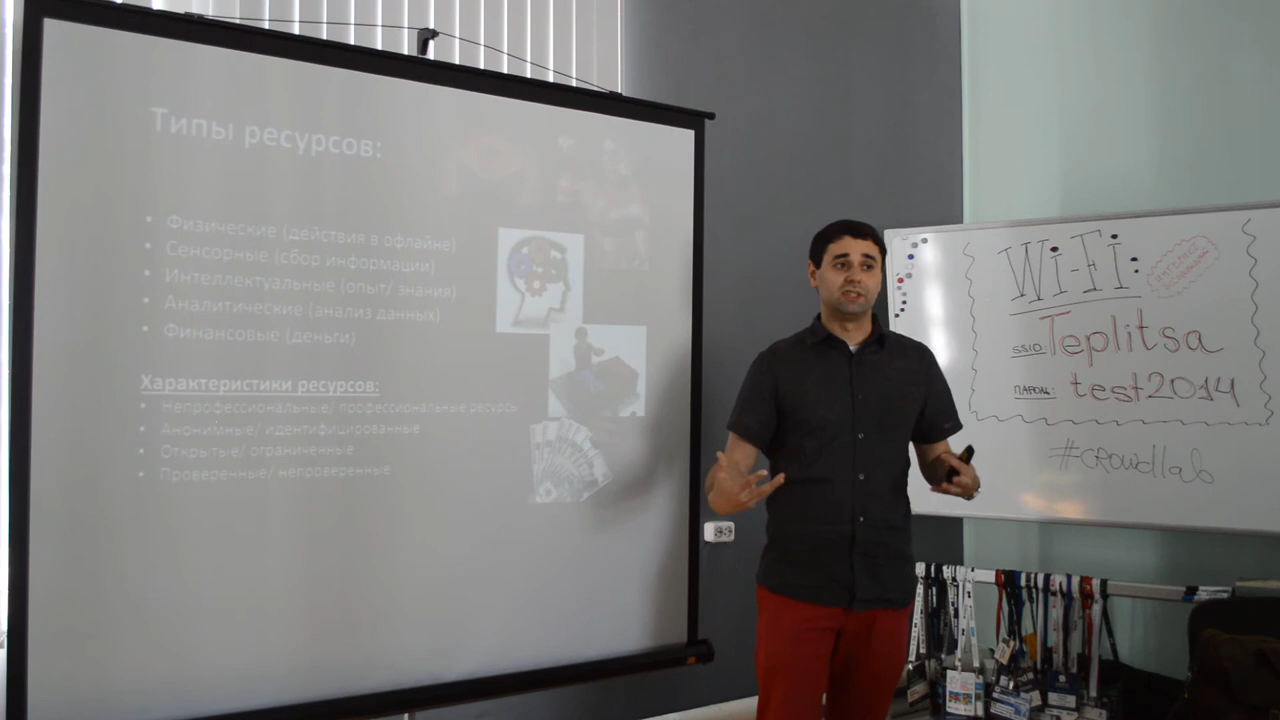 Типы ресурсов:
• Физические (действия в офлайне)
• Сенсорные (сбор информации)
• Интеллектуальные (опыт/ знания)
• Аналитические (анализ данных)
• Финансовые (деньги)
Характеристики ресурсов:
• Непрофессиональные/ профессиональные ресурсы
• Анонимные/ идентифицированные
• Открытые/ ограниченные
• Проверенные/ непроверенные
Wi-Fi:
SSID: Teplitsa
ПАРОЛЬ: test2014
#crowdlab